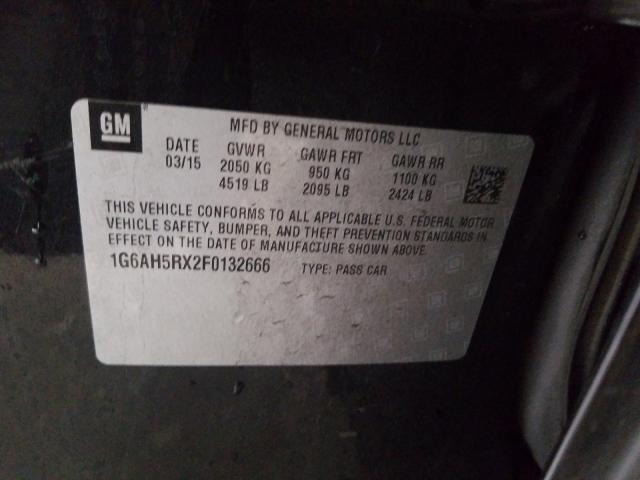 GM
MFD BY GENERAL MOTORS LLC
DATE GVWR GAWR FRT GAWR RR
03/15 2050 KG 950 KG 1100 KG
4519 LB 2095 LB 2424 LB
THIS VEHICLE CONFORMS TO ALL APPLICABLE U.S. FEDERAL MOTOR
VEHICLE SAFETY, BUMPER, AND THEFT PREVENTION STANDARDS IN
EFFECT ON THE DATE OF MANUFACTURE SHOWN ABOVE.
1G6AH5RX2F0132666 TYPE: PASS CAR